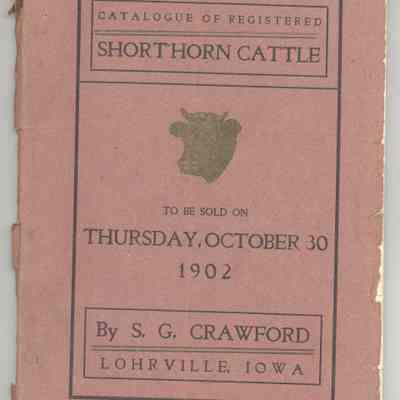 CATALOGUE OF REGISTERED
SHORTHORN CATTLE
TO BE SOLD ON
THURSDAY, OCTOBER 30
1902
By S. G. CRAWFORD
LOHRVILLE, IOWA